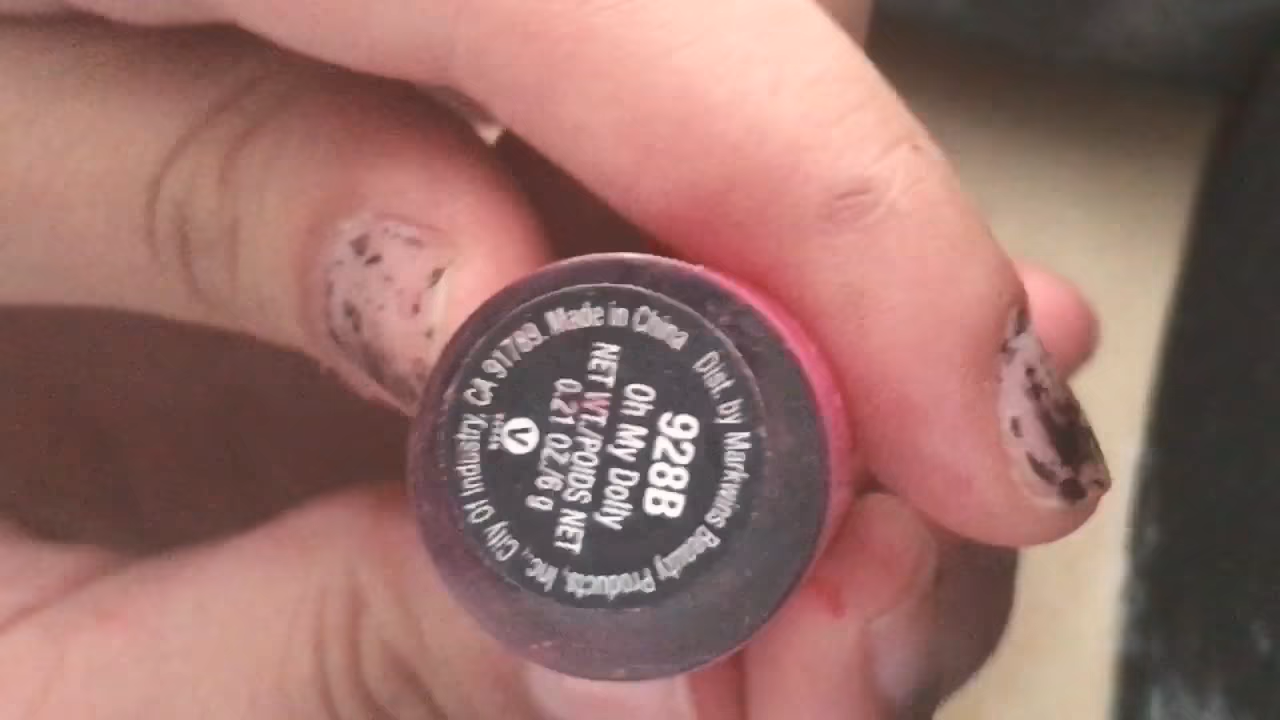 928B
Oh My Dolly
NET WT./POIDS NET
0.21 OZ/6 g
Dist. by Markwins Beauty Products, Inc., City Of Industry, CA 91789. Made in China